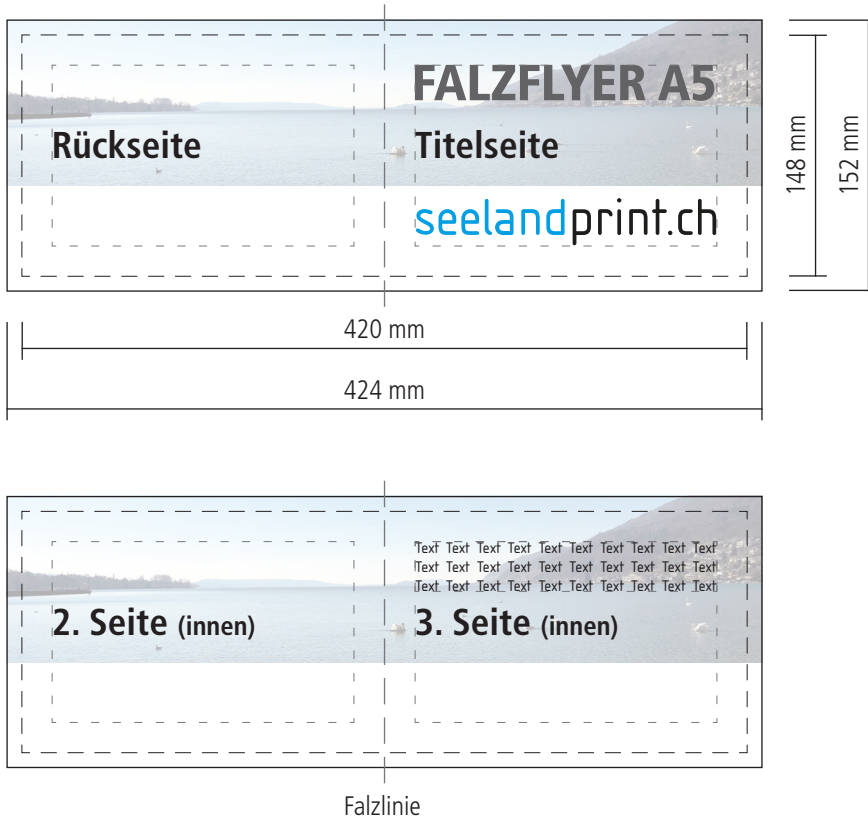 FALZFLYER A5
Rückseite
Titelseite
seelandprint.ch
148 mm
152 mm
420 mm
424 mm
Text Text Text Text Text Text Text Text Text Text
Text Text Text Text Text Text Text Text Text Text
Text Text Text Text Text Text Text Text Text Text
2. Seite (innen)
3. Seite (innen)
Falzlinie